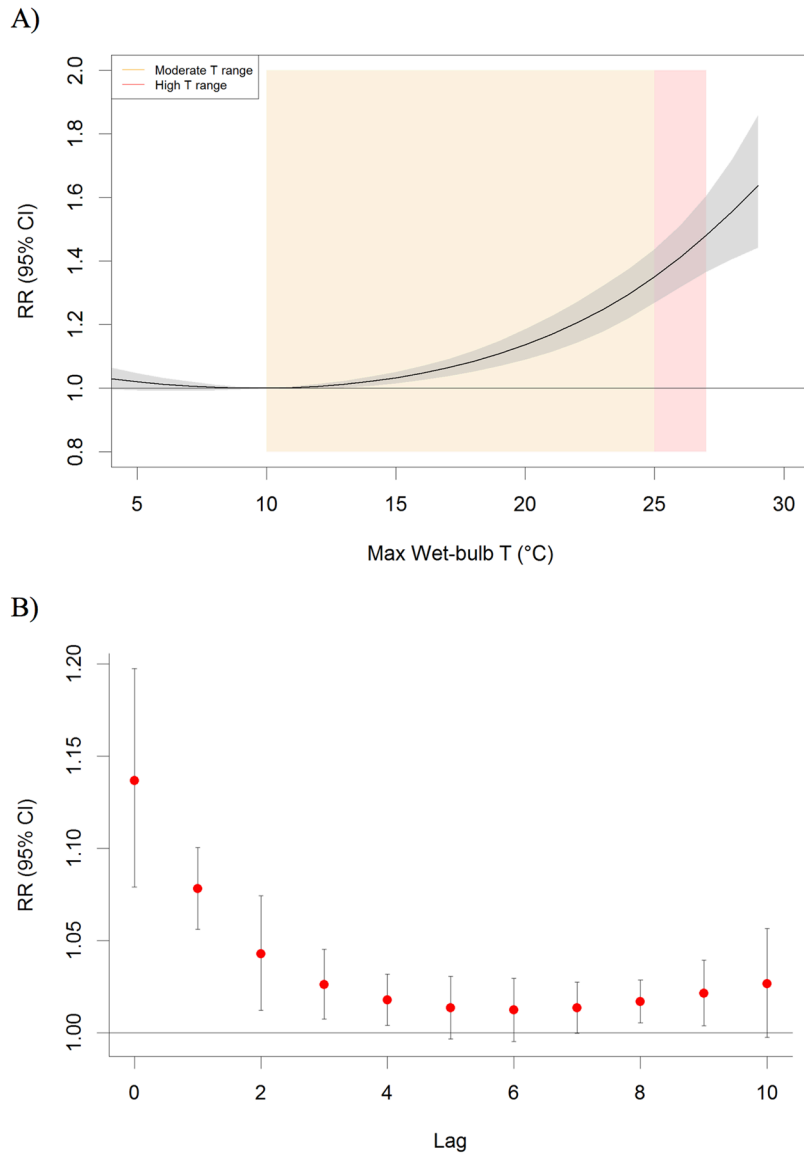 A)
Moderate T range
High T range
RR (95% CI)
0.8 1.0 1.2 1.4 1.6 1.8 2.0
5 10 15 20 25 30
Max Wet-bulb T (°C)
B)
RR (95% CI)
1.00 1.05 1.10 1.15 1.20
0 2 4 6 8 10
Lag